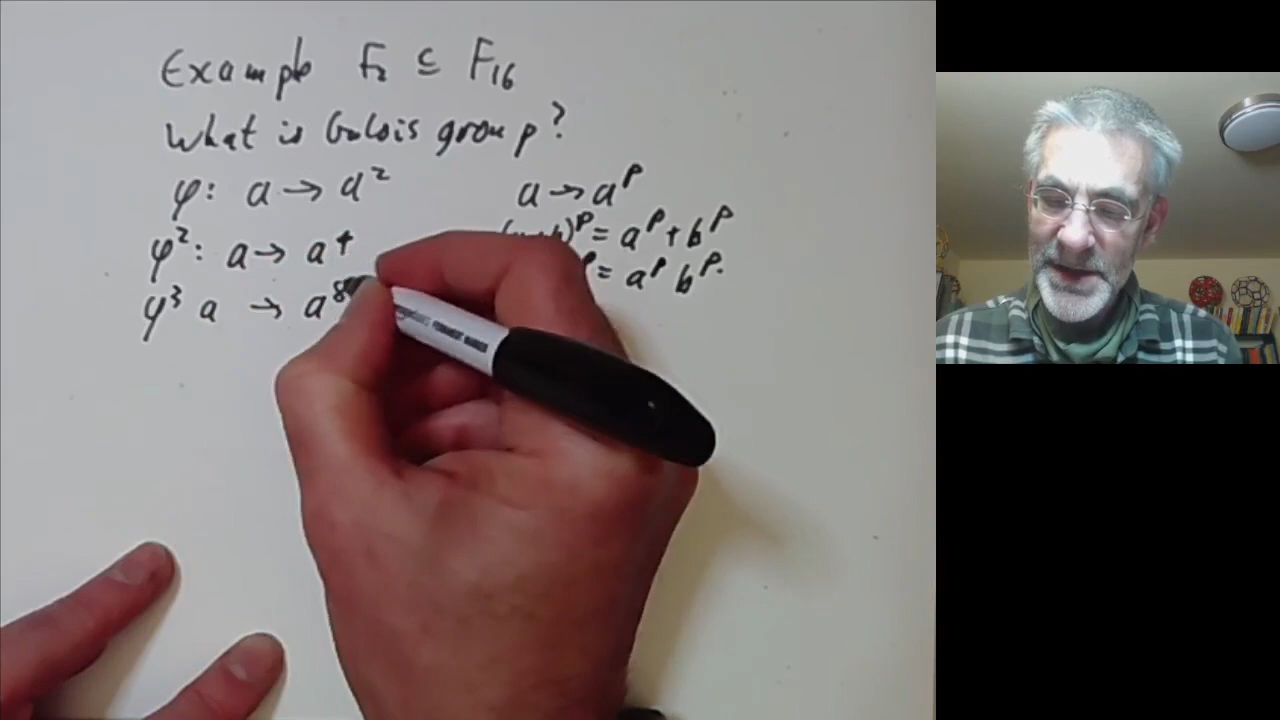 Example F₂ ⊆ F₁₆
What is Galois group?
φ: a → a²
φ²: a → a⁴
φ³ a → a⁸
a → aᵖ
)ᵖ = aᵖ + bᵖ
ᵖ = aᵖ bᵖ.